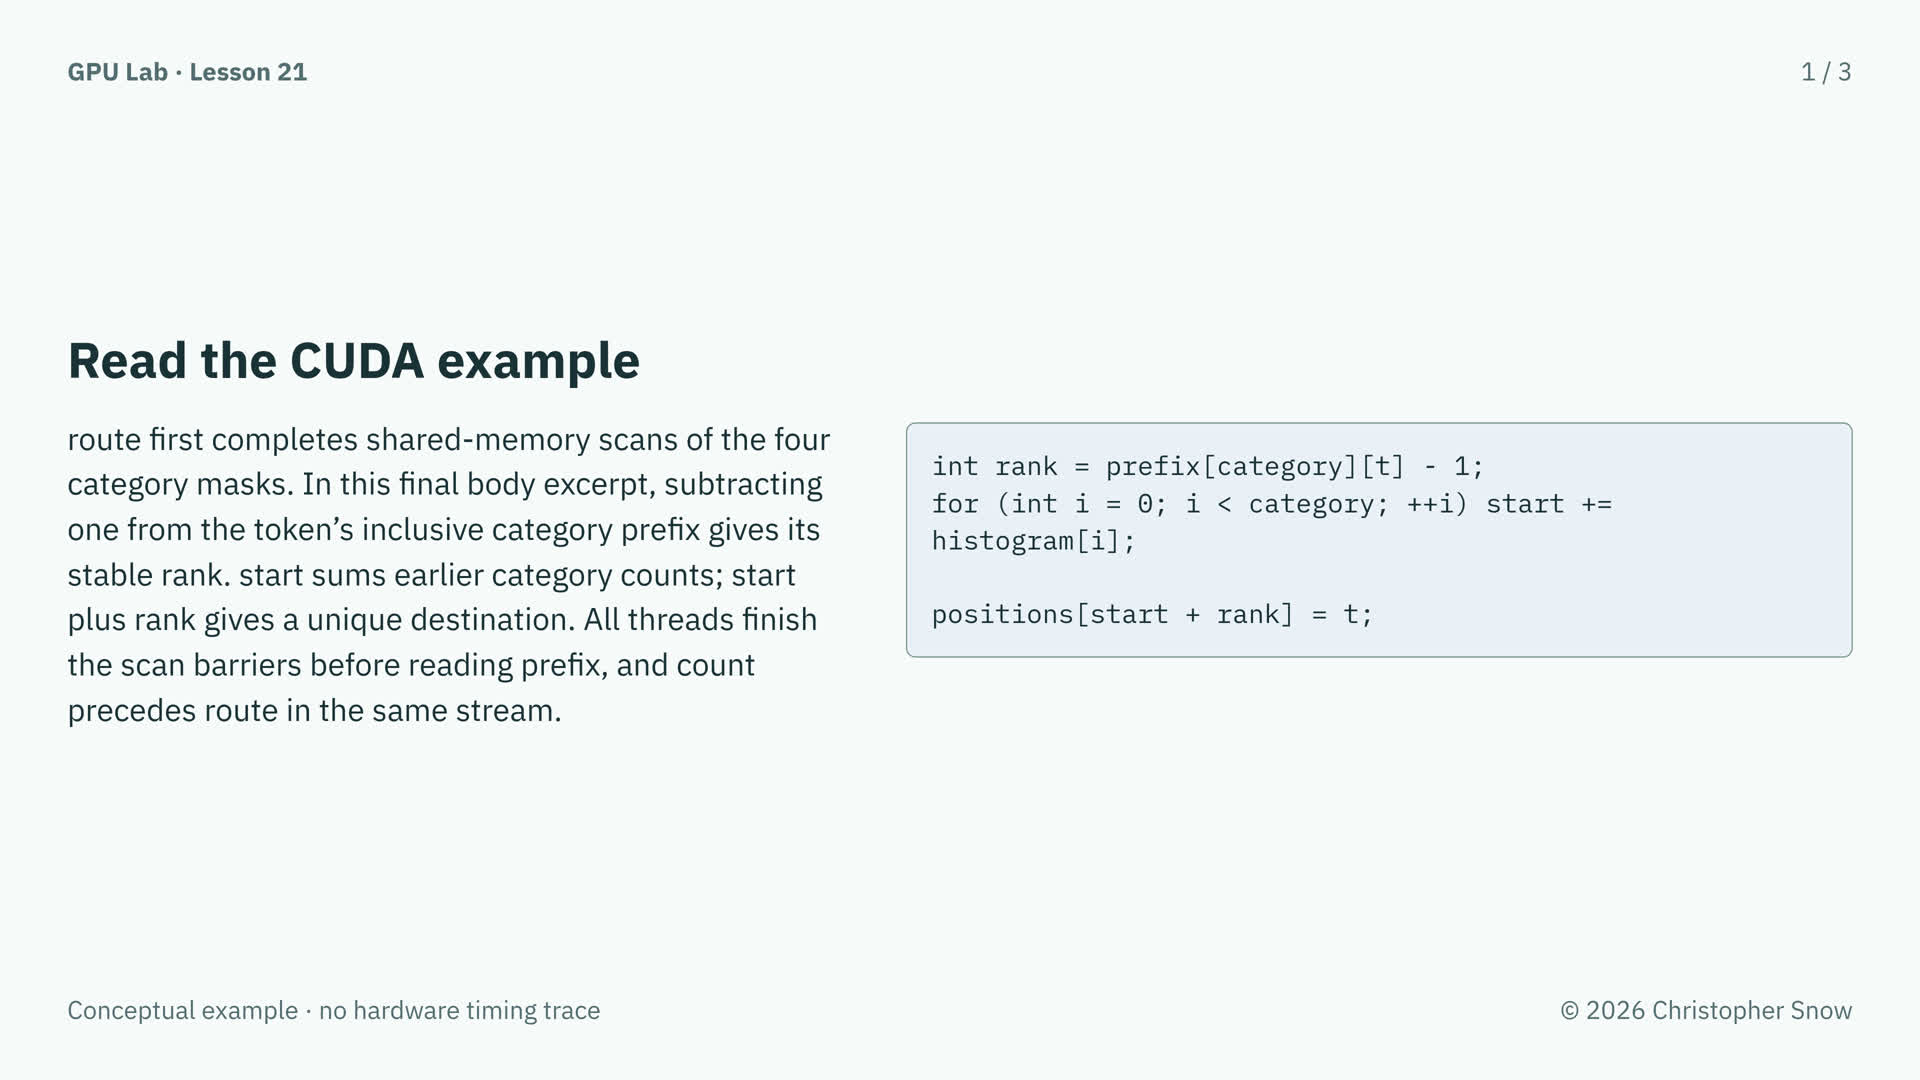 GPU Lab · Lesson 21
1 / 3
Read the CUDA example
route first completes shared-memory scans of the four
category masks. In this final body excerpt, subtracting
one from the token’s inclusive category prefix gives its
stable rank. start sums earlier category counts; start
plus rank gives a unique destination. All threads finish
the scan barriers before reading prefix, and count
precedes route in the same stream.
int rank = prefix[category][t] - 1;
for (int i = 0; i < category; ++i) start +=
histogram[i];
positions[start + rank] = t;
Conceptual example · no hardware timing trace
© 2026 Christopher Snow